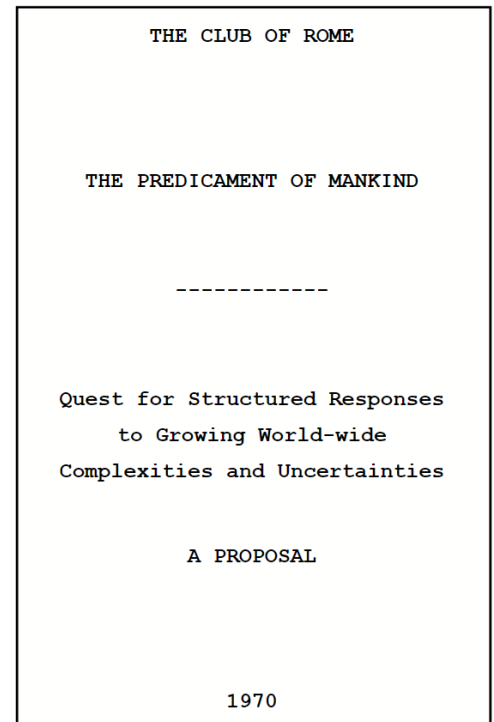 THE CLUB OF ROME
THE PREDICAMENT OF MANKIND
------------
Quest for Structured Responses
to Growing World-wide
Complexities and Uncertainties
A PROPOSAL
1970